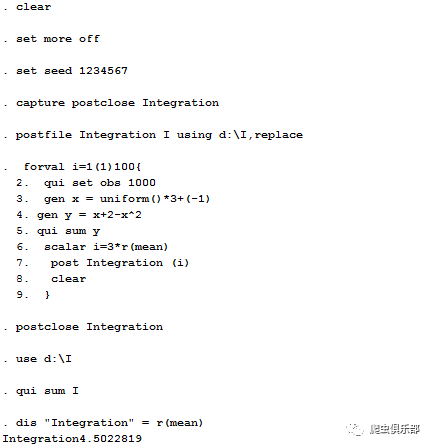 . clear
. set more off
. set seed 1234567
. capture postclose Integration
. postfile Integration I using d:\I,replace
.  forval i=1(1)100{
  2.  qui set obs 1000
  3.  gen x = uniform()*3+(-1)
  4. gen y = x+2-x^2
  5. qui sum y
  6.  scalar i=3*r(mean)
  7.   post Integration (i)
  8.   clear
  9.  }
. postclose Integration
. use d:\I
. qui sum I
. dis "Integration" = r(mean)
Integration4.5022819
爬虫俱乐部